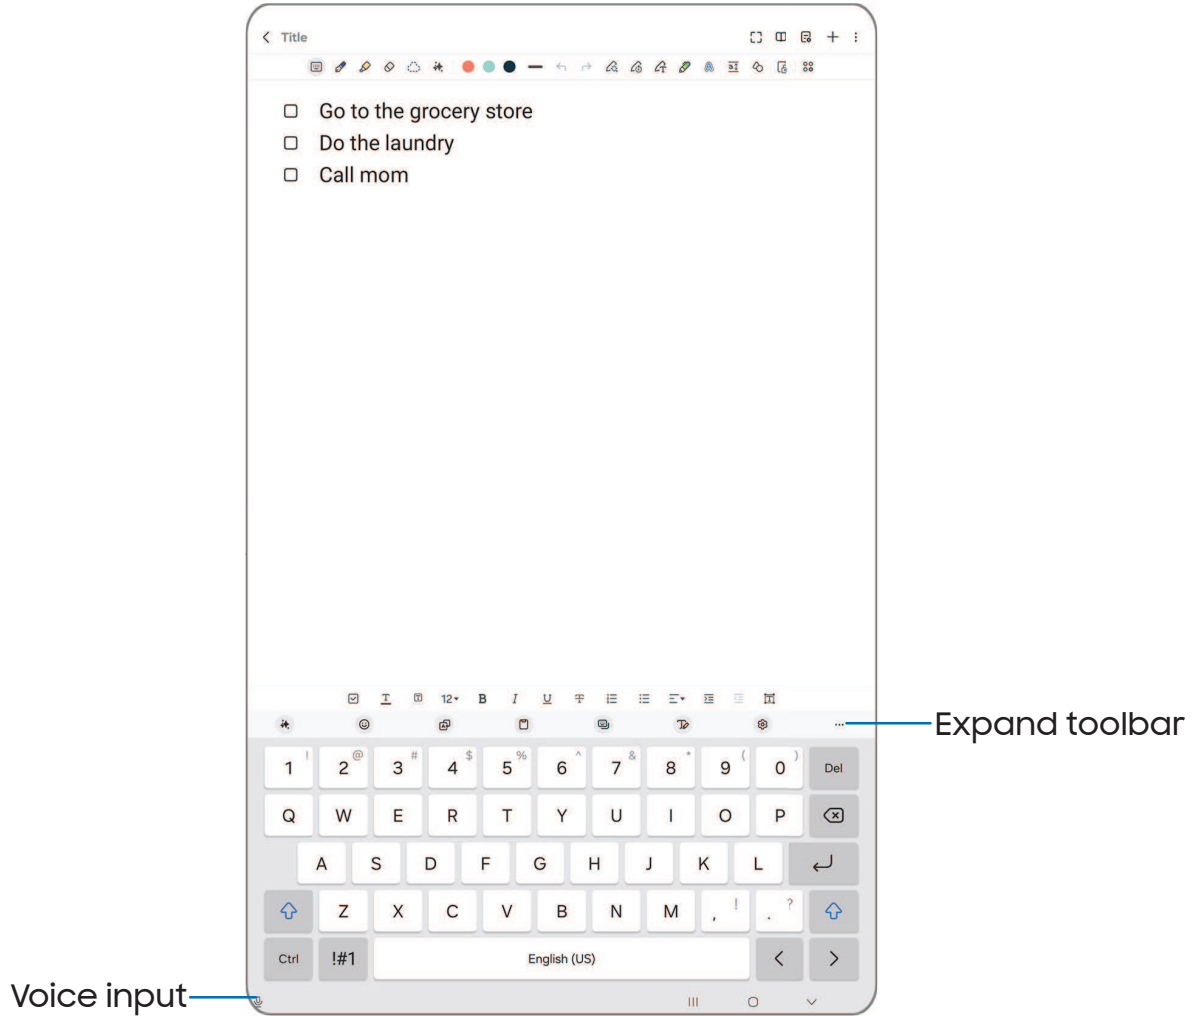 Title
Go to the grocery store
Do the laundry
Call mom
12 B I U
Expand toolbar
! @ # $ % ^ & * ( )
1 2 3 4 5 6 7 8 9 0 Del
Q W E R T Y U I O P
A S D F G H J K L
Z X C V B N M , ! . ?
Ctrl !#1 English (US) < >
Voice input